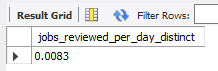 Result Grid Filter Rows:
jobs_reviewed_per_day_distinct
0.0083